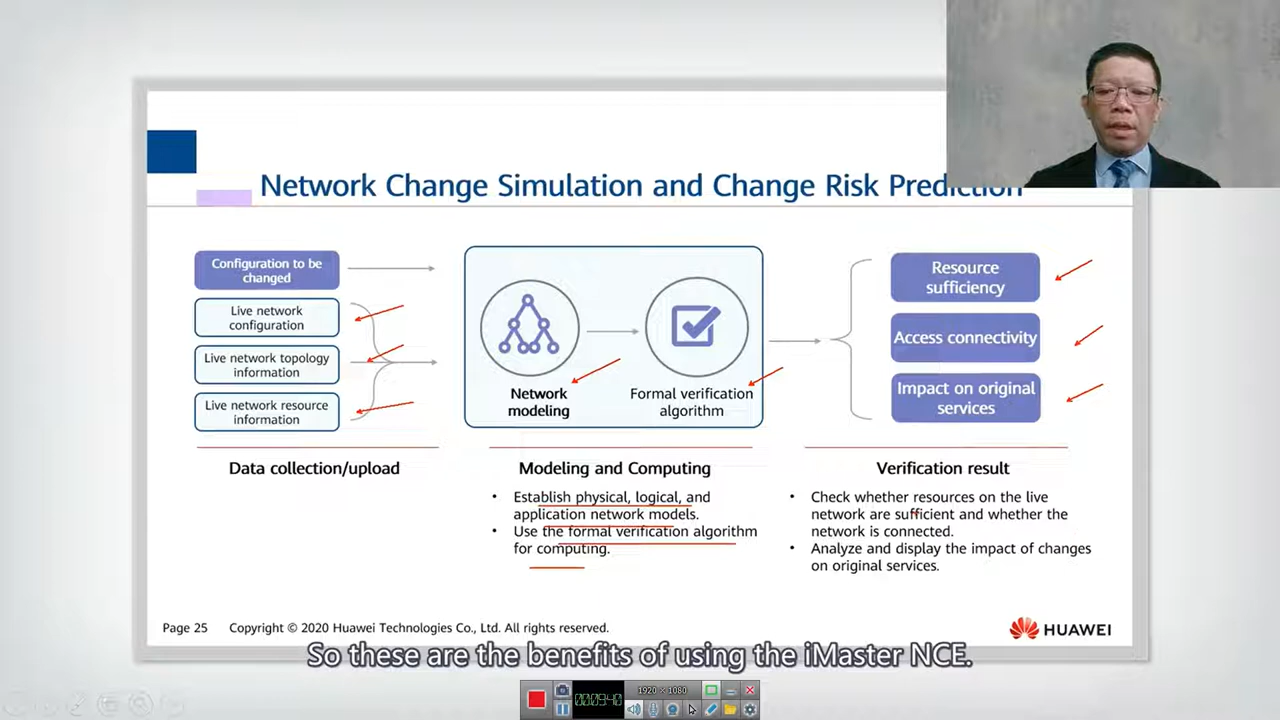 Network Change Simulation and Change Risk Prediction
Configuration to be
changed
Live network
configuration
Live network topology
information
Live network resource
information
Data collection/upload
Network
modeling
Formal verification
algorithm
Modeling and Computing
• Establish physical, logical, and
application network models.
• Use the formal verification algorithm
for computing.
Resource
sufficiency
Access connectivity
Impact on original
services
Verification result
• Check whether resources on the live
network are sufficient and whether the
network is connected.
• Analyze and display the impact of changes
on original services.
Page 25 Copyright © 2020 Huawei Technologies Co., Ltd. All rights reserved.
HUAWEI
So these are the benefits of using the iMaster NCE.
1920 × 1080
00:09:40